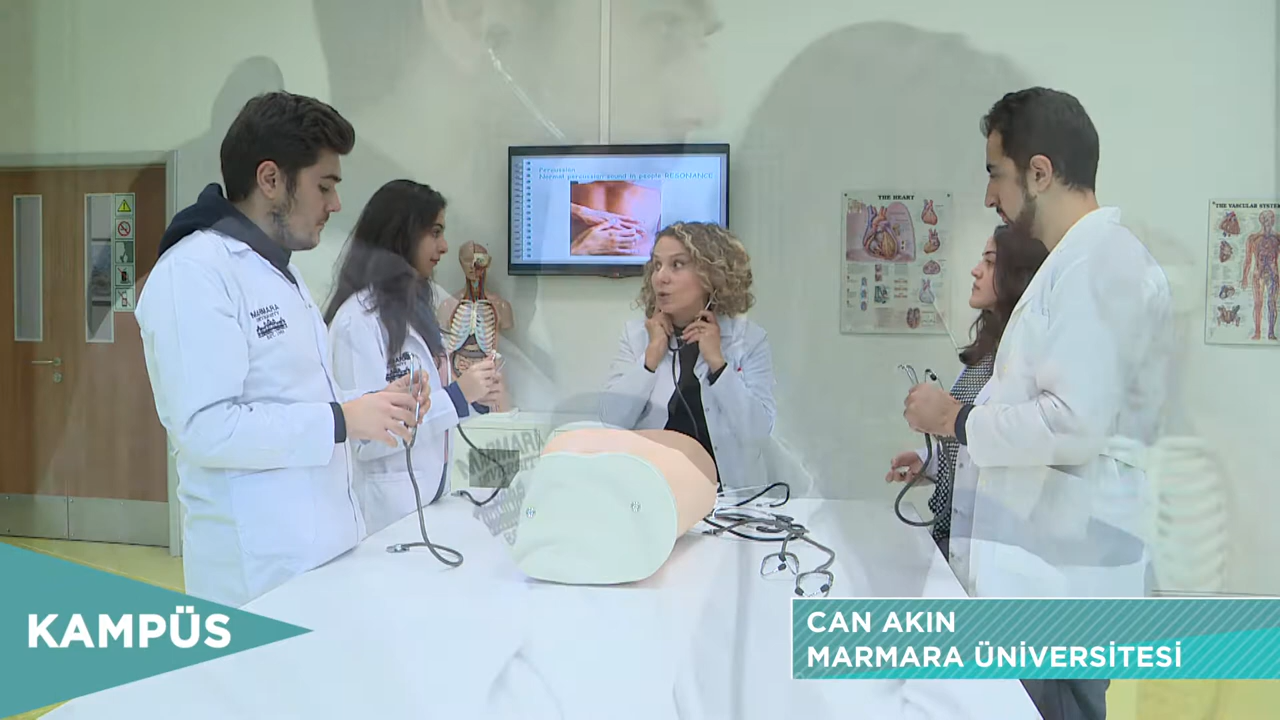 Percussion
Normal percussion sound in people RESONANCE
THE HEART
THE VASCULAR SYSTEM
MARMARA
UNIVERSITY
KAMPÜS
CAN AKIN
MARMARA ÜNİVERSİTESİ